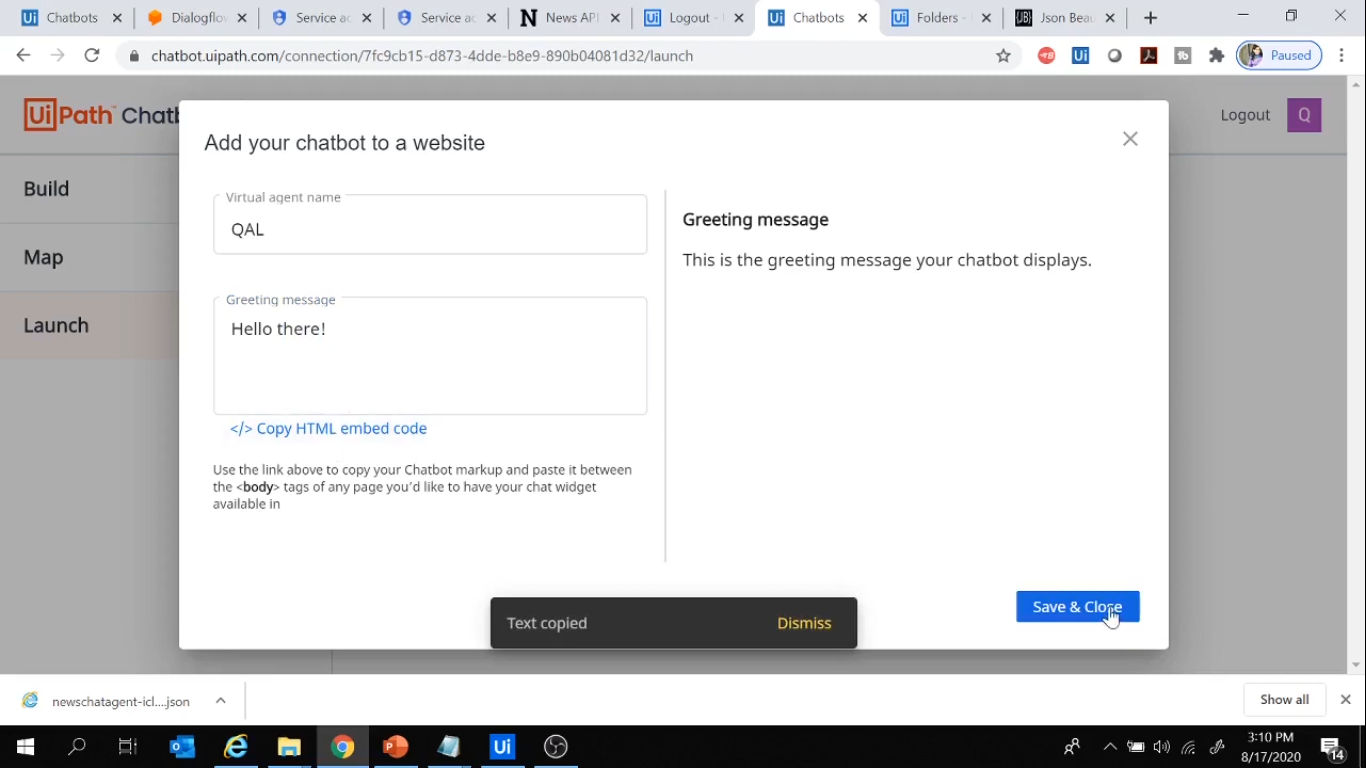 Chatbots
Dialogflow
Service ac
Service ac
News API
Logout -
Chatbots
Folders -
Json Beau
chatbot.uipath.com/connection/7fc9cb15-d873-4dde-b8e9-890b04081d32/launch
Paused
UiPath™ Chatb
Logout
Q
Build
Map
Launch
Add your chatbot to a website
Virtual agent name
QAL
Greeting message
Hello there!
</> Copy HTML embed code
Use the link above to copy your Chatbot markup and paste it between
the <body> tags of any page you'd like to have your chat widget
available in
Greeting message
This is the greeting message your chatbot displays.
Save & Close
Text copied
Dismiss
newschatagent-icl....json
Show all
3:10 PM
8/17/2020
14